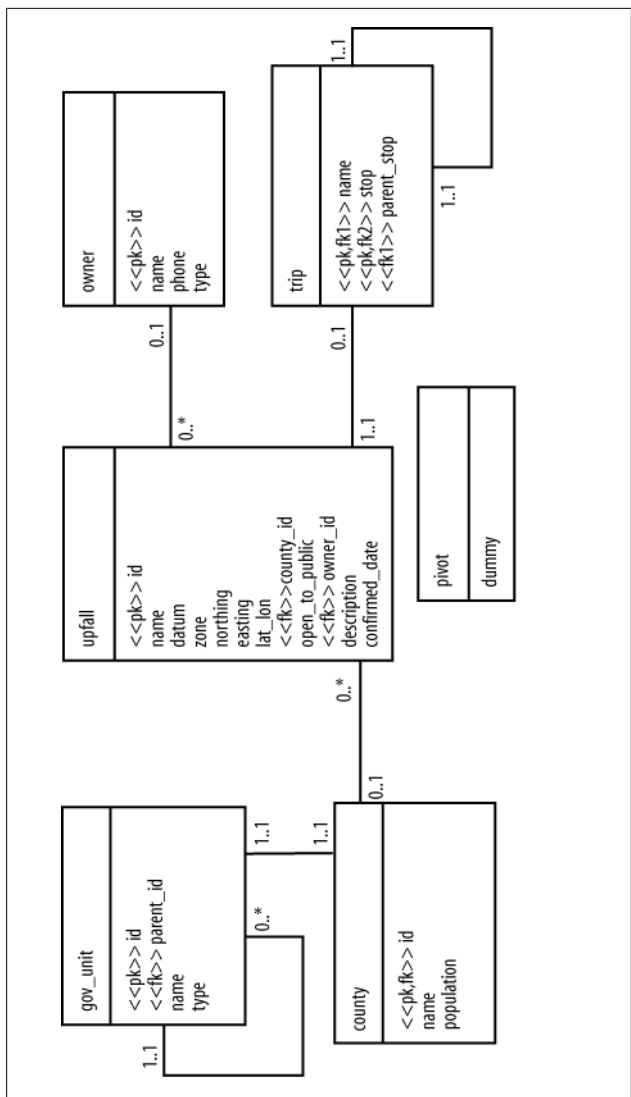 gov_unit
<<pk>> id
<<fk>> parent_id
name
type
1..1
0..*
1..1
1..1
county
<<pk,fk>> id
name
population
0..1
0..*
upfall
<<pk>> id
name
datum
zone
northing
easting
lat_lon
<<fk>>county_id
open_to_public
<<fk>> owner_id
description
confirmed_date
0..*
0..1
owner
<<pk>> id
name
phone
type
1..1
0..1
trip
<<pk,fk1>> name
<<pk,fk2>> stop
<<fk1>> parent_stop
1..1
1..1
pivot
dummy